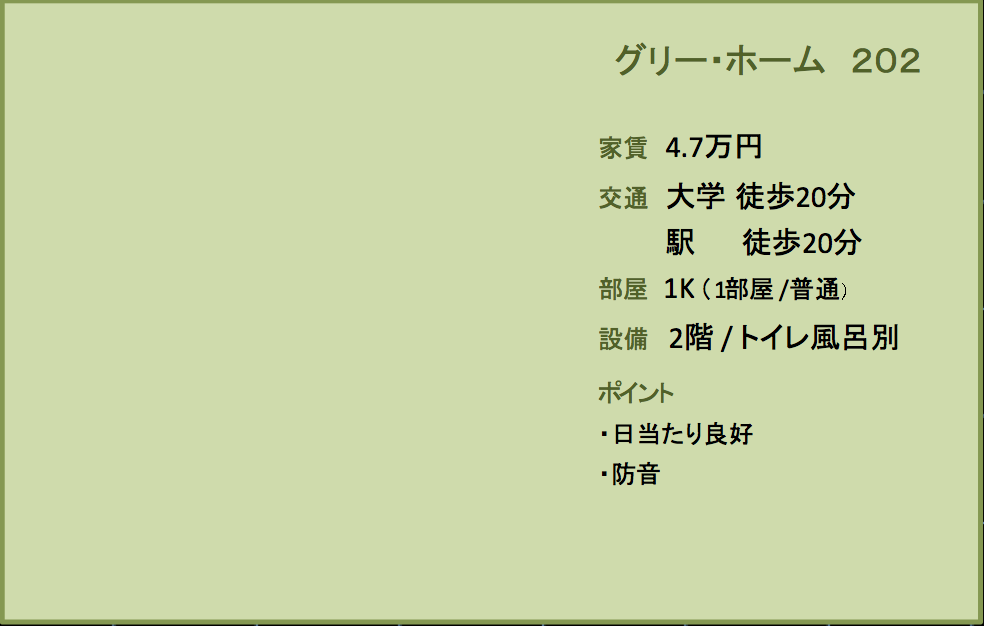 グリー・ホーム　202
家賃 4.7万円
交通 大学 徒歩20分
駅 徒歩20分
部屋 1K（1部屋/普通）
設備 2階/トイレ風呂別
ポイント
・日当たり良好
・防音